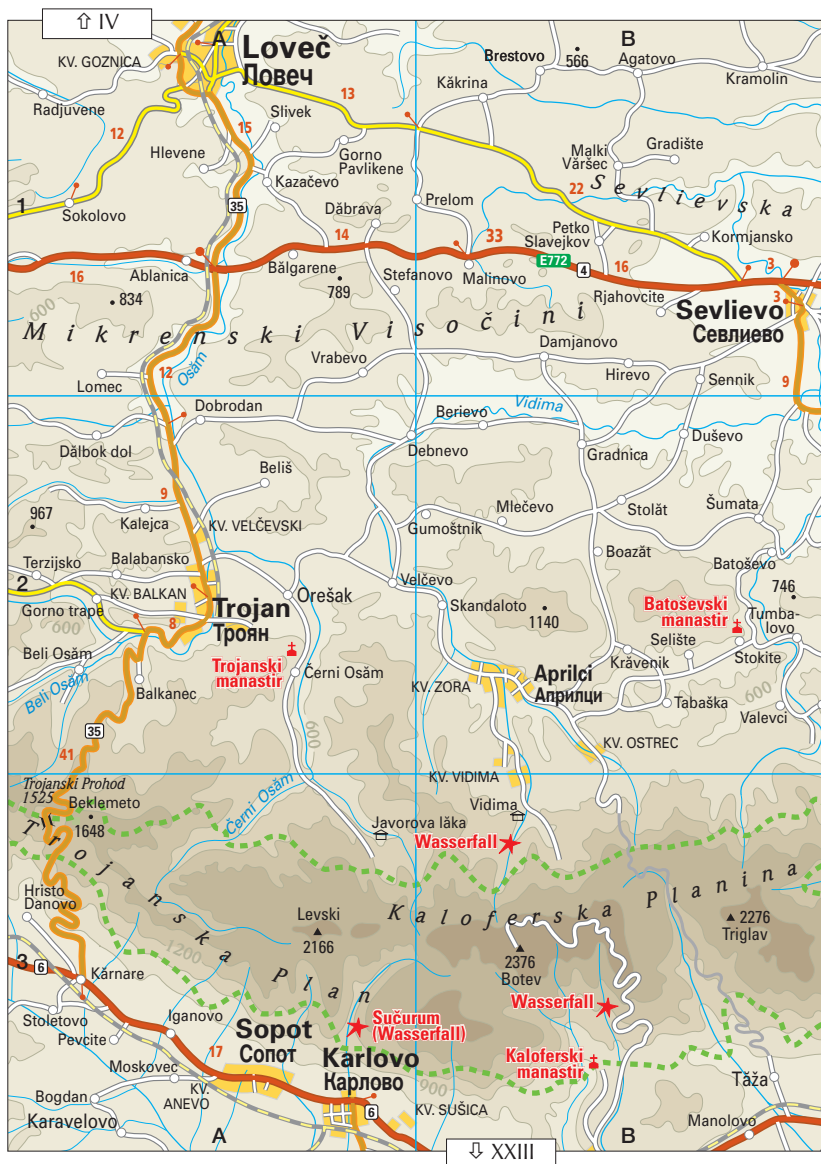 ⇧ IV
A
B
Loveč
Ловеч
KV. GOZNICA
Radjuvene
Brestovo
566
Agatovo
Kramolin
Kăkrina
13
12
15
Slivek
Hlevene
Gorno
Pavlikene
Kazačevo
Malki
Văršec
Gradište
22
Sevlievska
1
Sokolovo
35
Prelom
Dăbrava
14
33
Petko
Slavejkov
Kormjansko
Ablanica
Bălgarene
E772
4
16
3
16
834
789
Stefanovo
Malinovo
Rjahovcite
3
600
Sevlievo
Севлиево
Mikrenski Visočini
Osăm
Vrabevo
Damjanovo
Hirevo
Sennik
9
Lomec
12
Dobrodan
Berievo
Vidima
Dălbok dol
Debnevo
Gradnica
Duševo
Beliš
9
967
Kalejca
KV. VELČEVSKI
Gumoštnik
Mlečevo
Stolăt
Šumata
Boazăt
Terzijsko
Balabansko
Batoševo
2
KV. BALKAN
Orešak
Velčevo
Skandaloto
746
Gorno trape
Trojan
Троян
1140
Batoševski
manastir
Tumba-
lovo
600
8
Selište
Beli Osăm
Trojanski
manastir
Krăvenik
Stokite
Černi Osăm
Aprilci
Априлци
KV. ZORA
Balkanec
Beli Osăm
Tabaška
600
Valevci
35
600
KV. OSTREC
41
KV. VIDIMA
Trojanski Prohod
1525
Beklemeto
1648
Černi Osăm
Vidima
Javorova lăka
Wasserfall
Trojanska Plan
Kaloferska Planina
Hristo
Danovo
Levski
2166
2276
Triglav
1200
2376
Botev
3
6
Kărnare
Wasserfall
Stoletovo
Iganovo
Sučurum
(Wasserfall)
Pevcite
17
Sopot
Сопот
Karlovo
Карлово
Kaloferski
manastir
Moskovec
900
Tăža
Bogdan
KV.
ANEVO
6
KV. SUŠICA
Karavelovo
Manolovo
A
B
⇩ XXIII